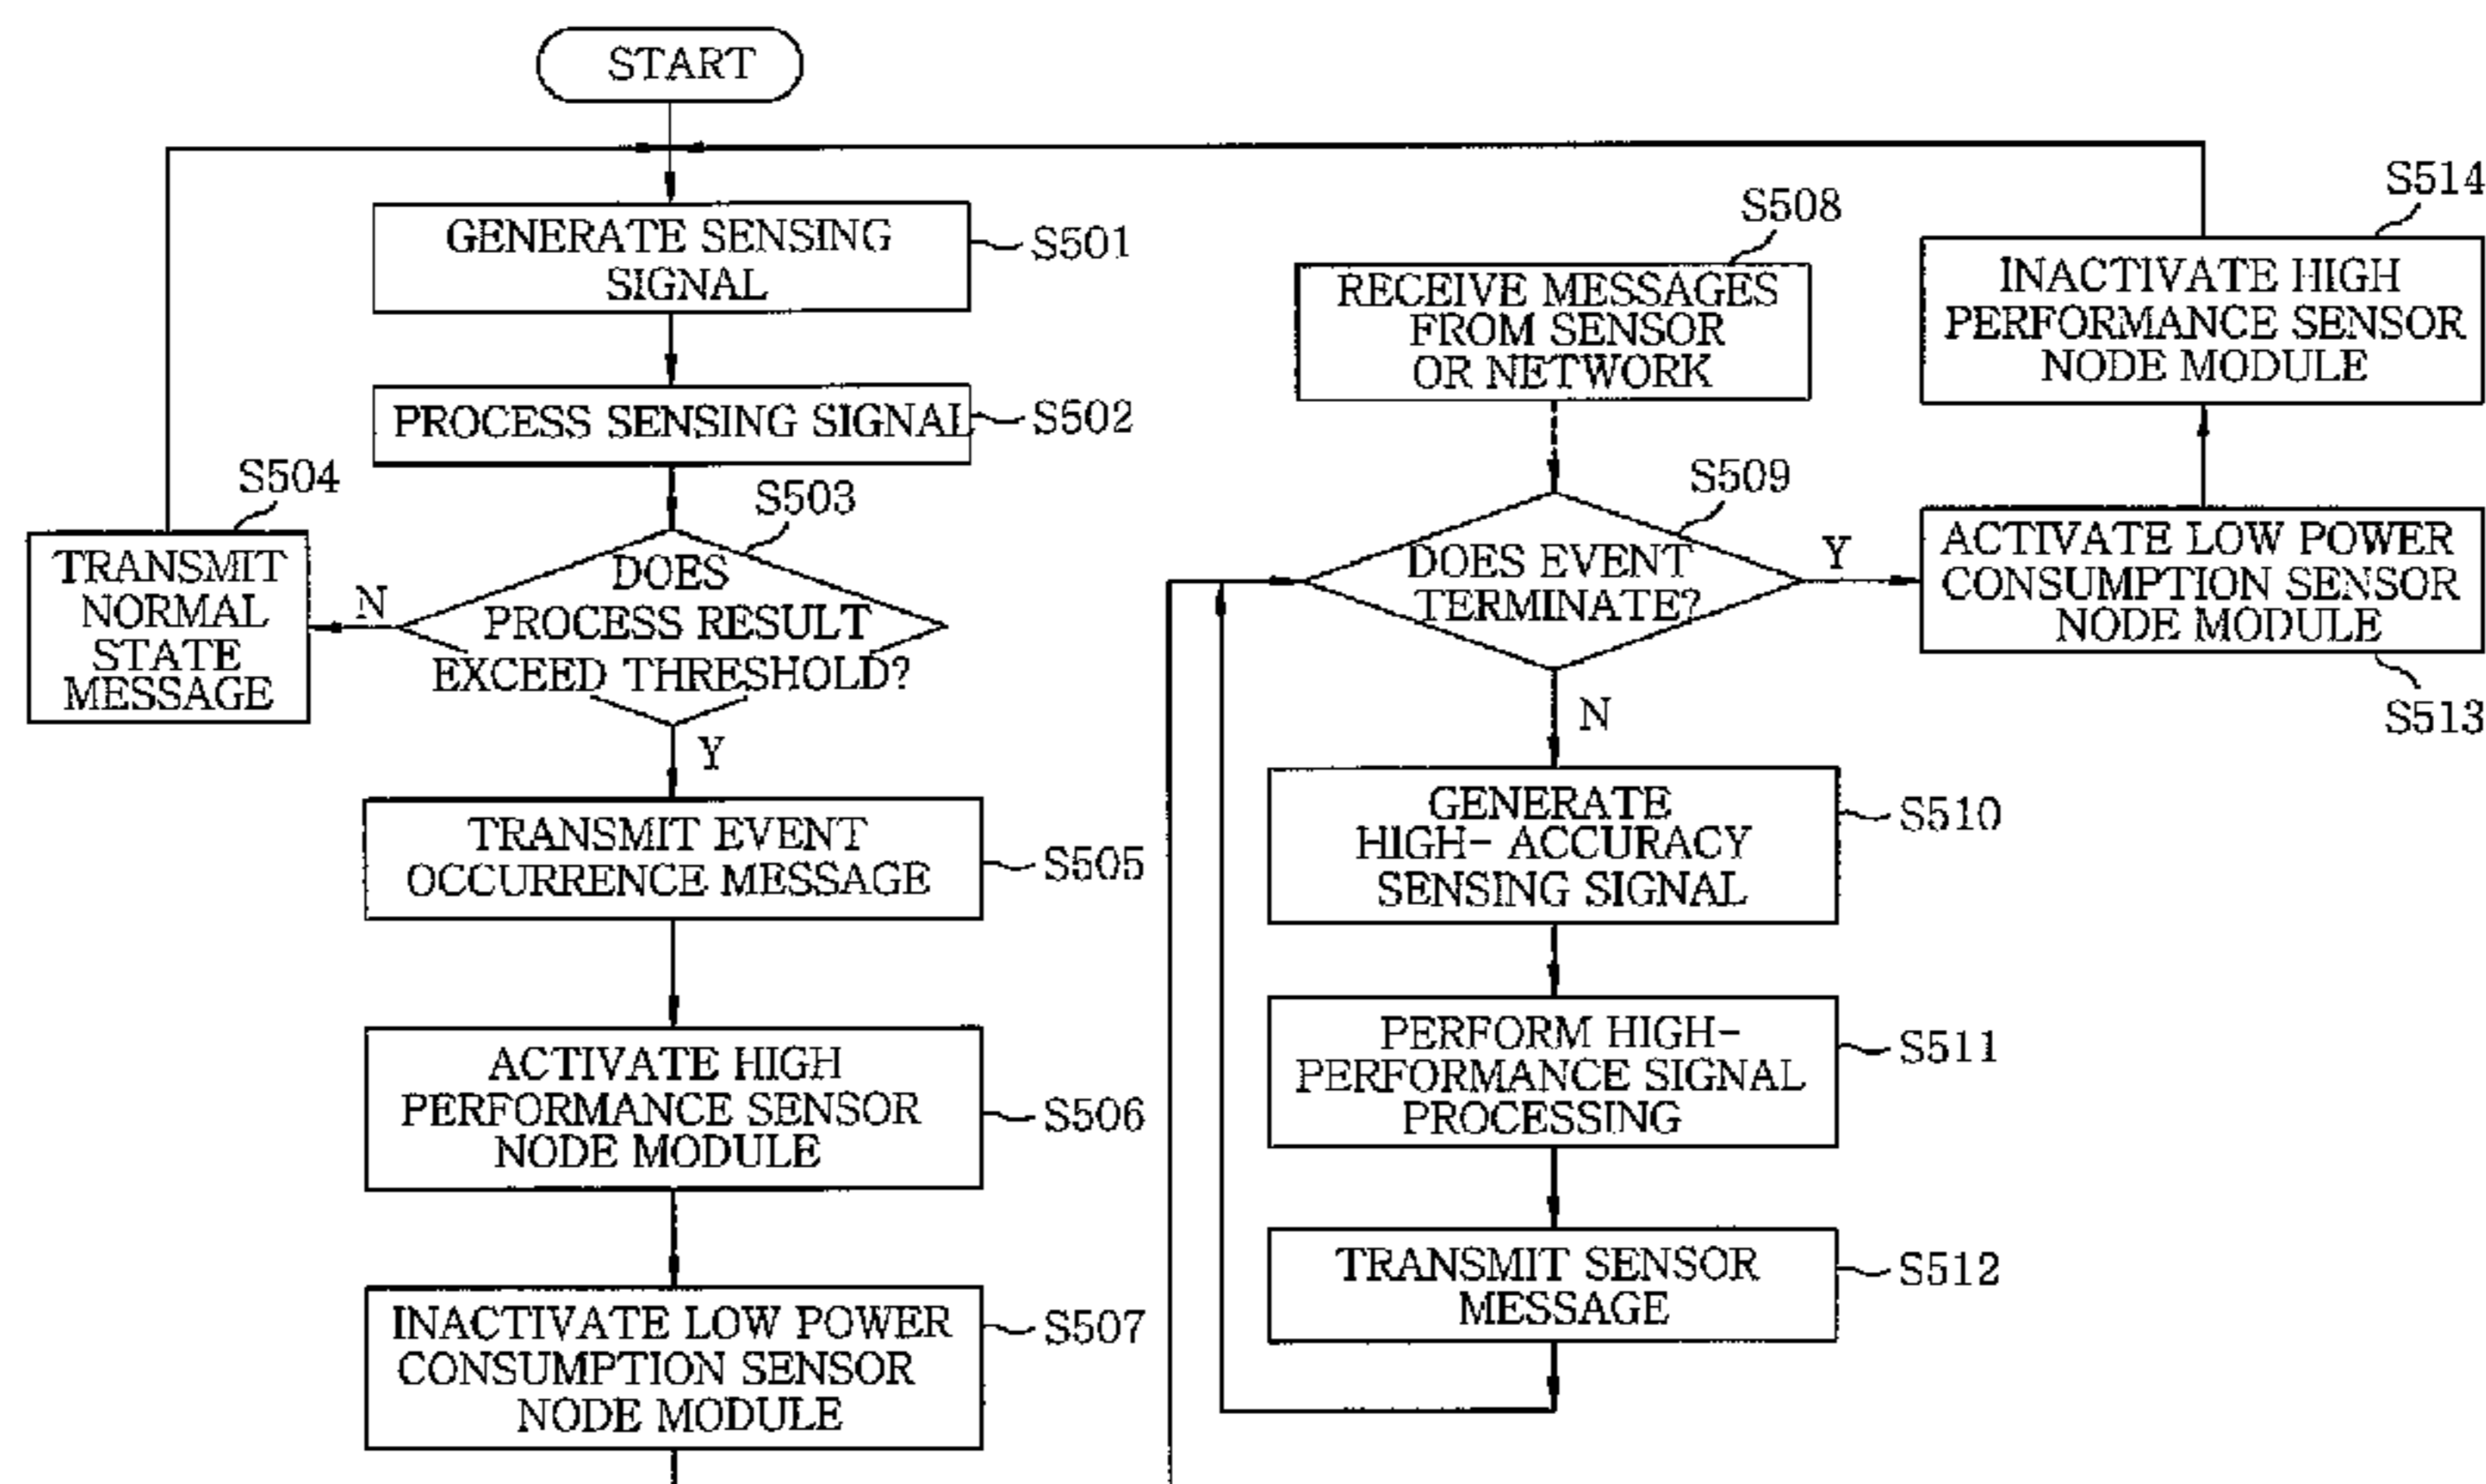 START
GENERATE SENSING
SIGNAL
S501
PROCESS SENSING SIGNAL
S502
S503
DOES
PROCESS RESULT
EXCEED THRESHOLD?
N
S504
TRANSMIT
NORMAL
STATE
MESSAGE
Y
TRANSMIT EVENT
OCCURRENCE MESSAGE
S505
ACTIVATE HIGH
PERFORMANCE SENSOR
NODE MODULE
S506
INACTIVATE LOW POWER
CONSUMPTION SENSOR
NODE MODULE
S507
S508
RECEIVE MESSAGES
FROM SENSOR
OR NETWORK
S509
DOES EVENT
TERMINATE?
Y
N
GENERATE
HIGH- ACCURACY
SENSING SIGNAL
S510
PERFORM HIGH-
PERFORMANCE SIGNAL
PROCESSING
S511
TRANSMIT SENSOR
MESSAGE
S512
S514
INACTIVATE HIGH
PERFORMANCE SENSOR
NODE MODULE
ACTIVATE LOW POWER
CONSUMPTION SENSOR
NODE MODULE
S513